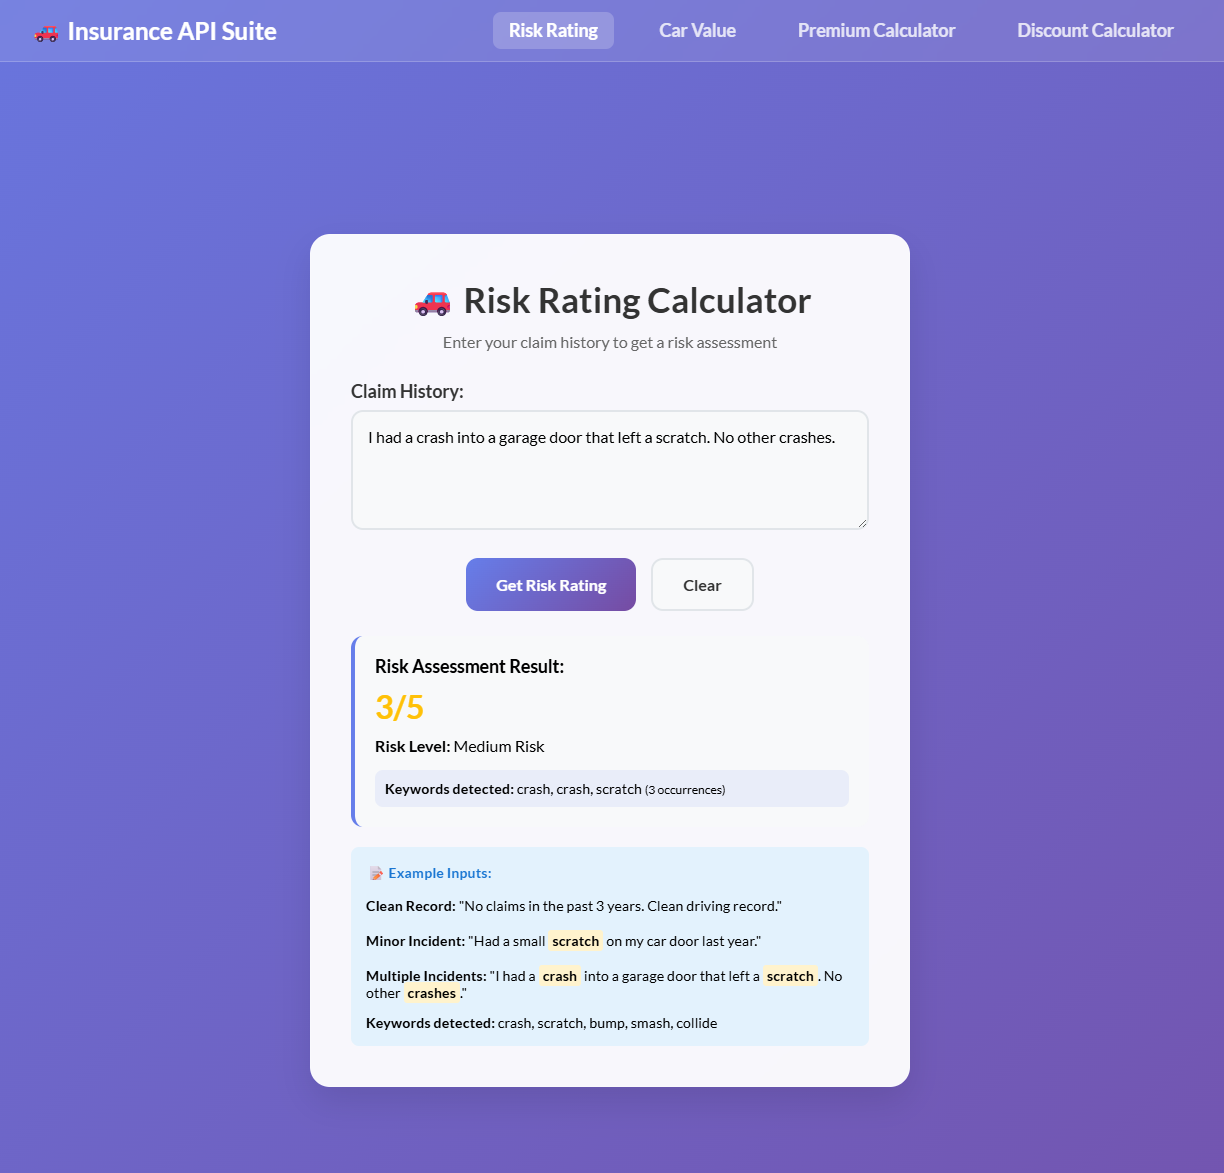 Insurance API Suite
Risk Rating
Car Value
Premium Calculator
Discount Calculator
Risk Rating Calculator
Enter your claim history to get a risk assessment
Claim History:
I had a crash into a garage door that left a scratch. No other crashes.
Get Risk Rating
Clear
Risk Assessment Result:
3/5
Risk Level: Medium Risk
Keywords detected: crash, crash, scratch (3 occurrences)
Example Inputs:
Clean Record: "No claims in the past 3 years. Clean driving record."
Minor Incident: "Had a small scratch on my car door last year."
Multiple Incidents: "I had a crash into a garage door that left a scratch. No
other crashes."
Keywords detected: crash, scratch, bump, smash, collide